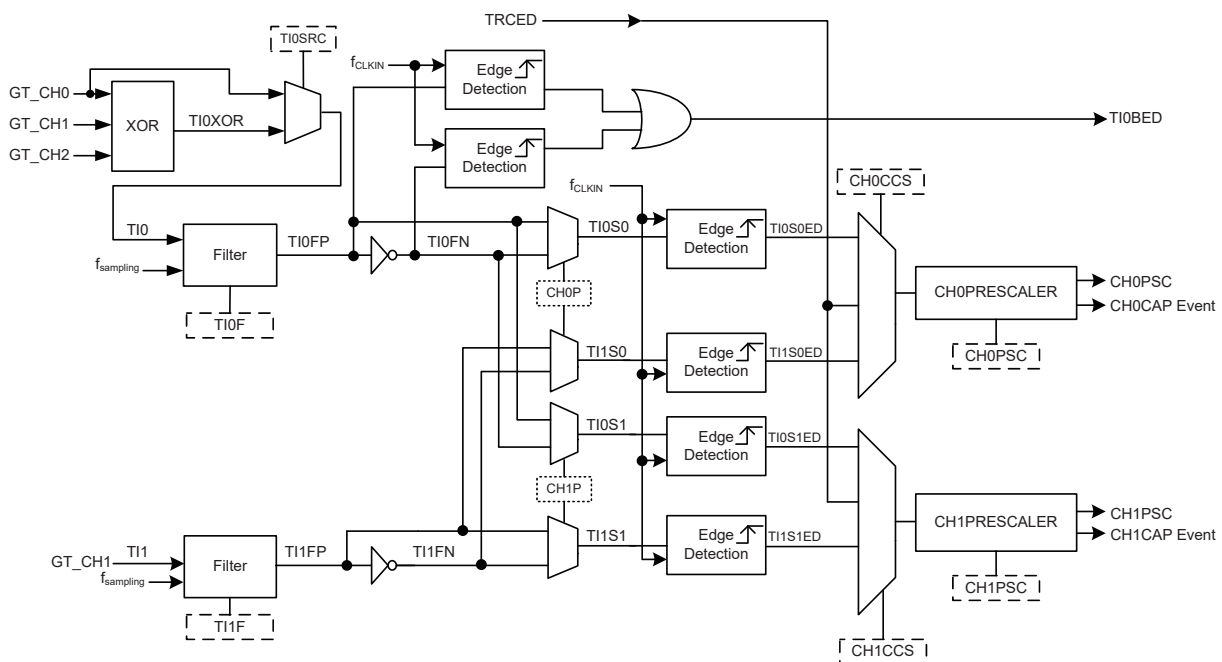 TRCED
TI0SRC
fCLKIN
Edge
Detection
GT_CH0
GT_CH1
GT_CH2
XOR
TI0XOR
TI0BED
Edge
Detection
fCLKIN
CH0CCS
TI0
fsampling
Filter
TI0FP
TI0FN
TI0S0
Edge
Detection
TI0S0ED
CH0PRESCALER
CH0PSC
CH0CAP Event
TI0F
CH0P
CH0PSC
TI1S0
Edge
Detection
TI1S0ED
TI0S1
Edge
Detection
TI0S1ED
CH1P
CH1PRESCALER
CH1PSC
CH1CAP Event
GT_CH1
TI1
fsampling
Filter
TI1FP
TI1FN
TI1S1
Edge
Detection
TI1S1ED
CH1PSC
TI1F
CH1CCS